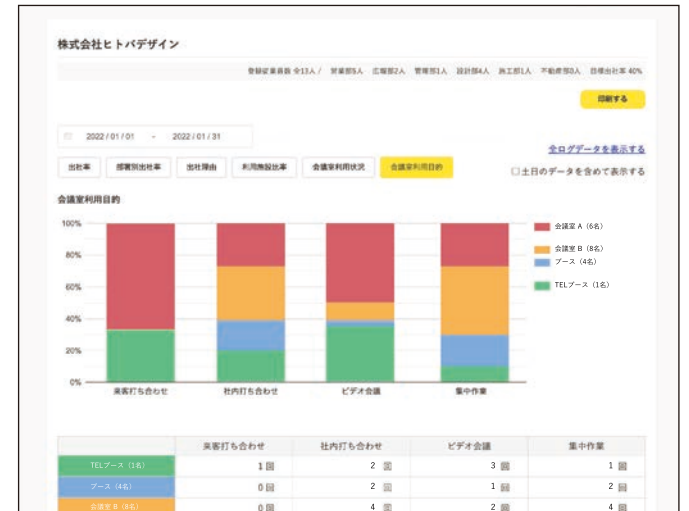 株式会社ヒトバデザイン
登録従業員数 全13人 / 営業部5人 広報部2人 管理部1人 設計部4人 施工部1人 不動産部0人 目標出社率 40%
印刷する
2022 / 01 / 01 - 2022 / 01 / 31
全ログデータを表示する
出社率 部署別出社率 出社理由 利用施設比率 会議室利用状況 会議室利用目的
土日のデータを含めて表示する
会議室利用目的
100%
80%
60%
40%
20%
0%
会議室 A (6名)
会議室 B (8名)
ブース (4名)
TELブース (1名)
来客打ち合わせ 社内打ち合わせ ビデオ会議 集中作業
来客打ち合わせ 社内打ち合わせ ビデオ会議 集中作業
TELブース (1名) 1 回 2 回 3 回 1 回
ブース (4名) 0 回 2 回 1 回 2 回
会議室 B (8名) 0 回 4 回 2 回 4 回